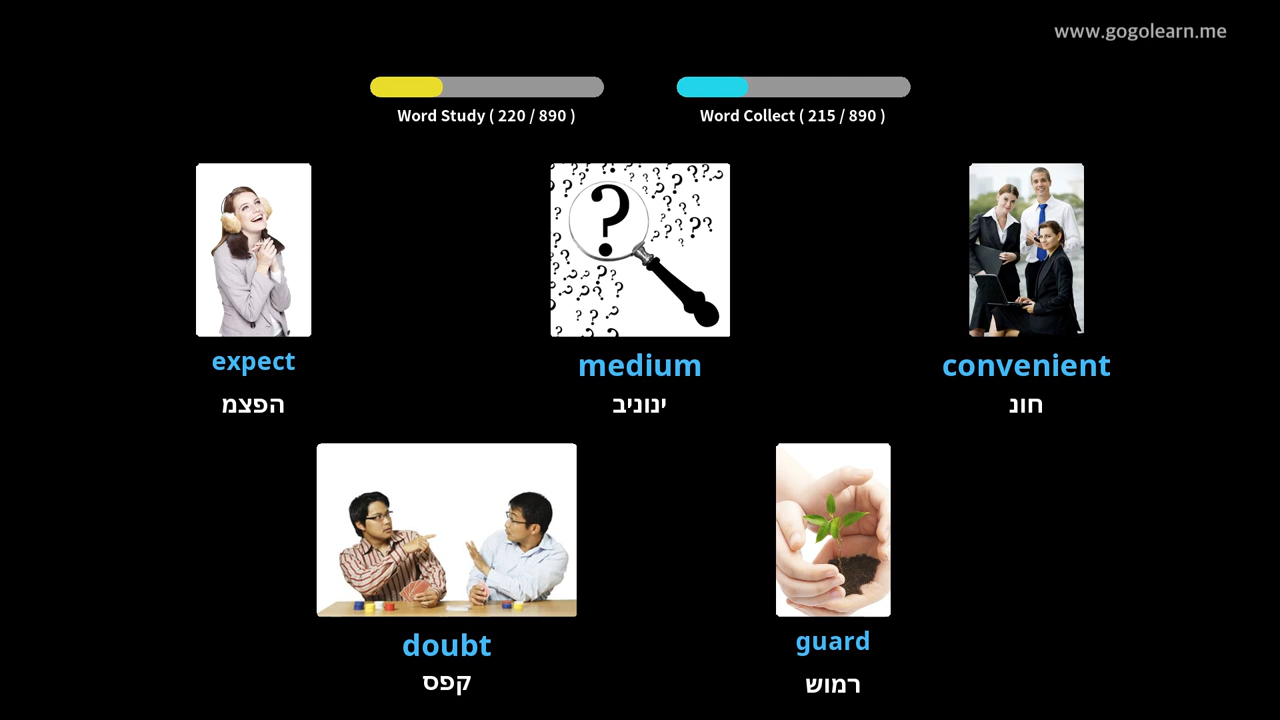 www.gogolearn.me
Word Study ( 220 / 890 )
Word Collect ( 215 / 890 )
expect
הפצמ
medium
ינוניב
convenient
חונ
doubt
קפס
guard
רמוש